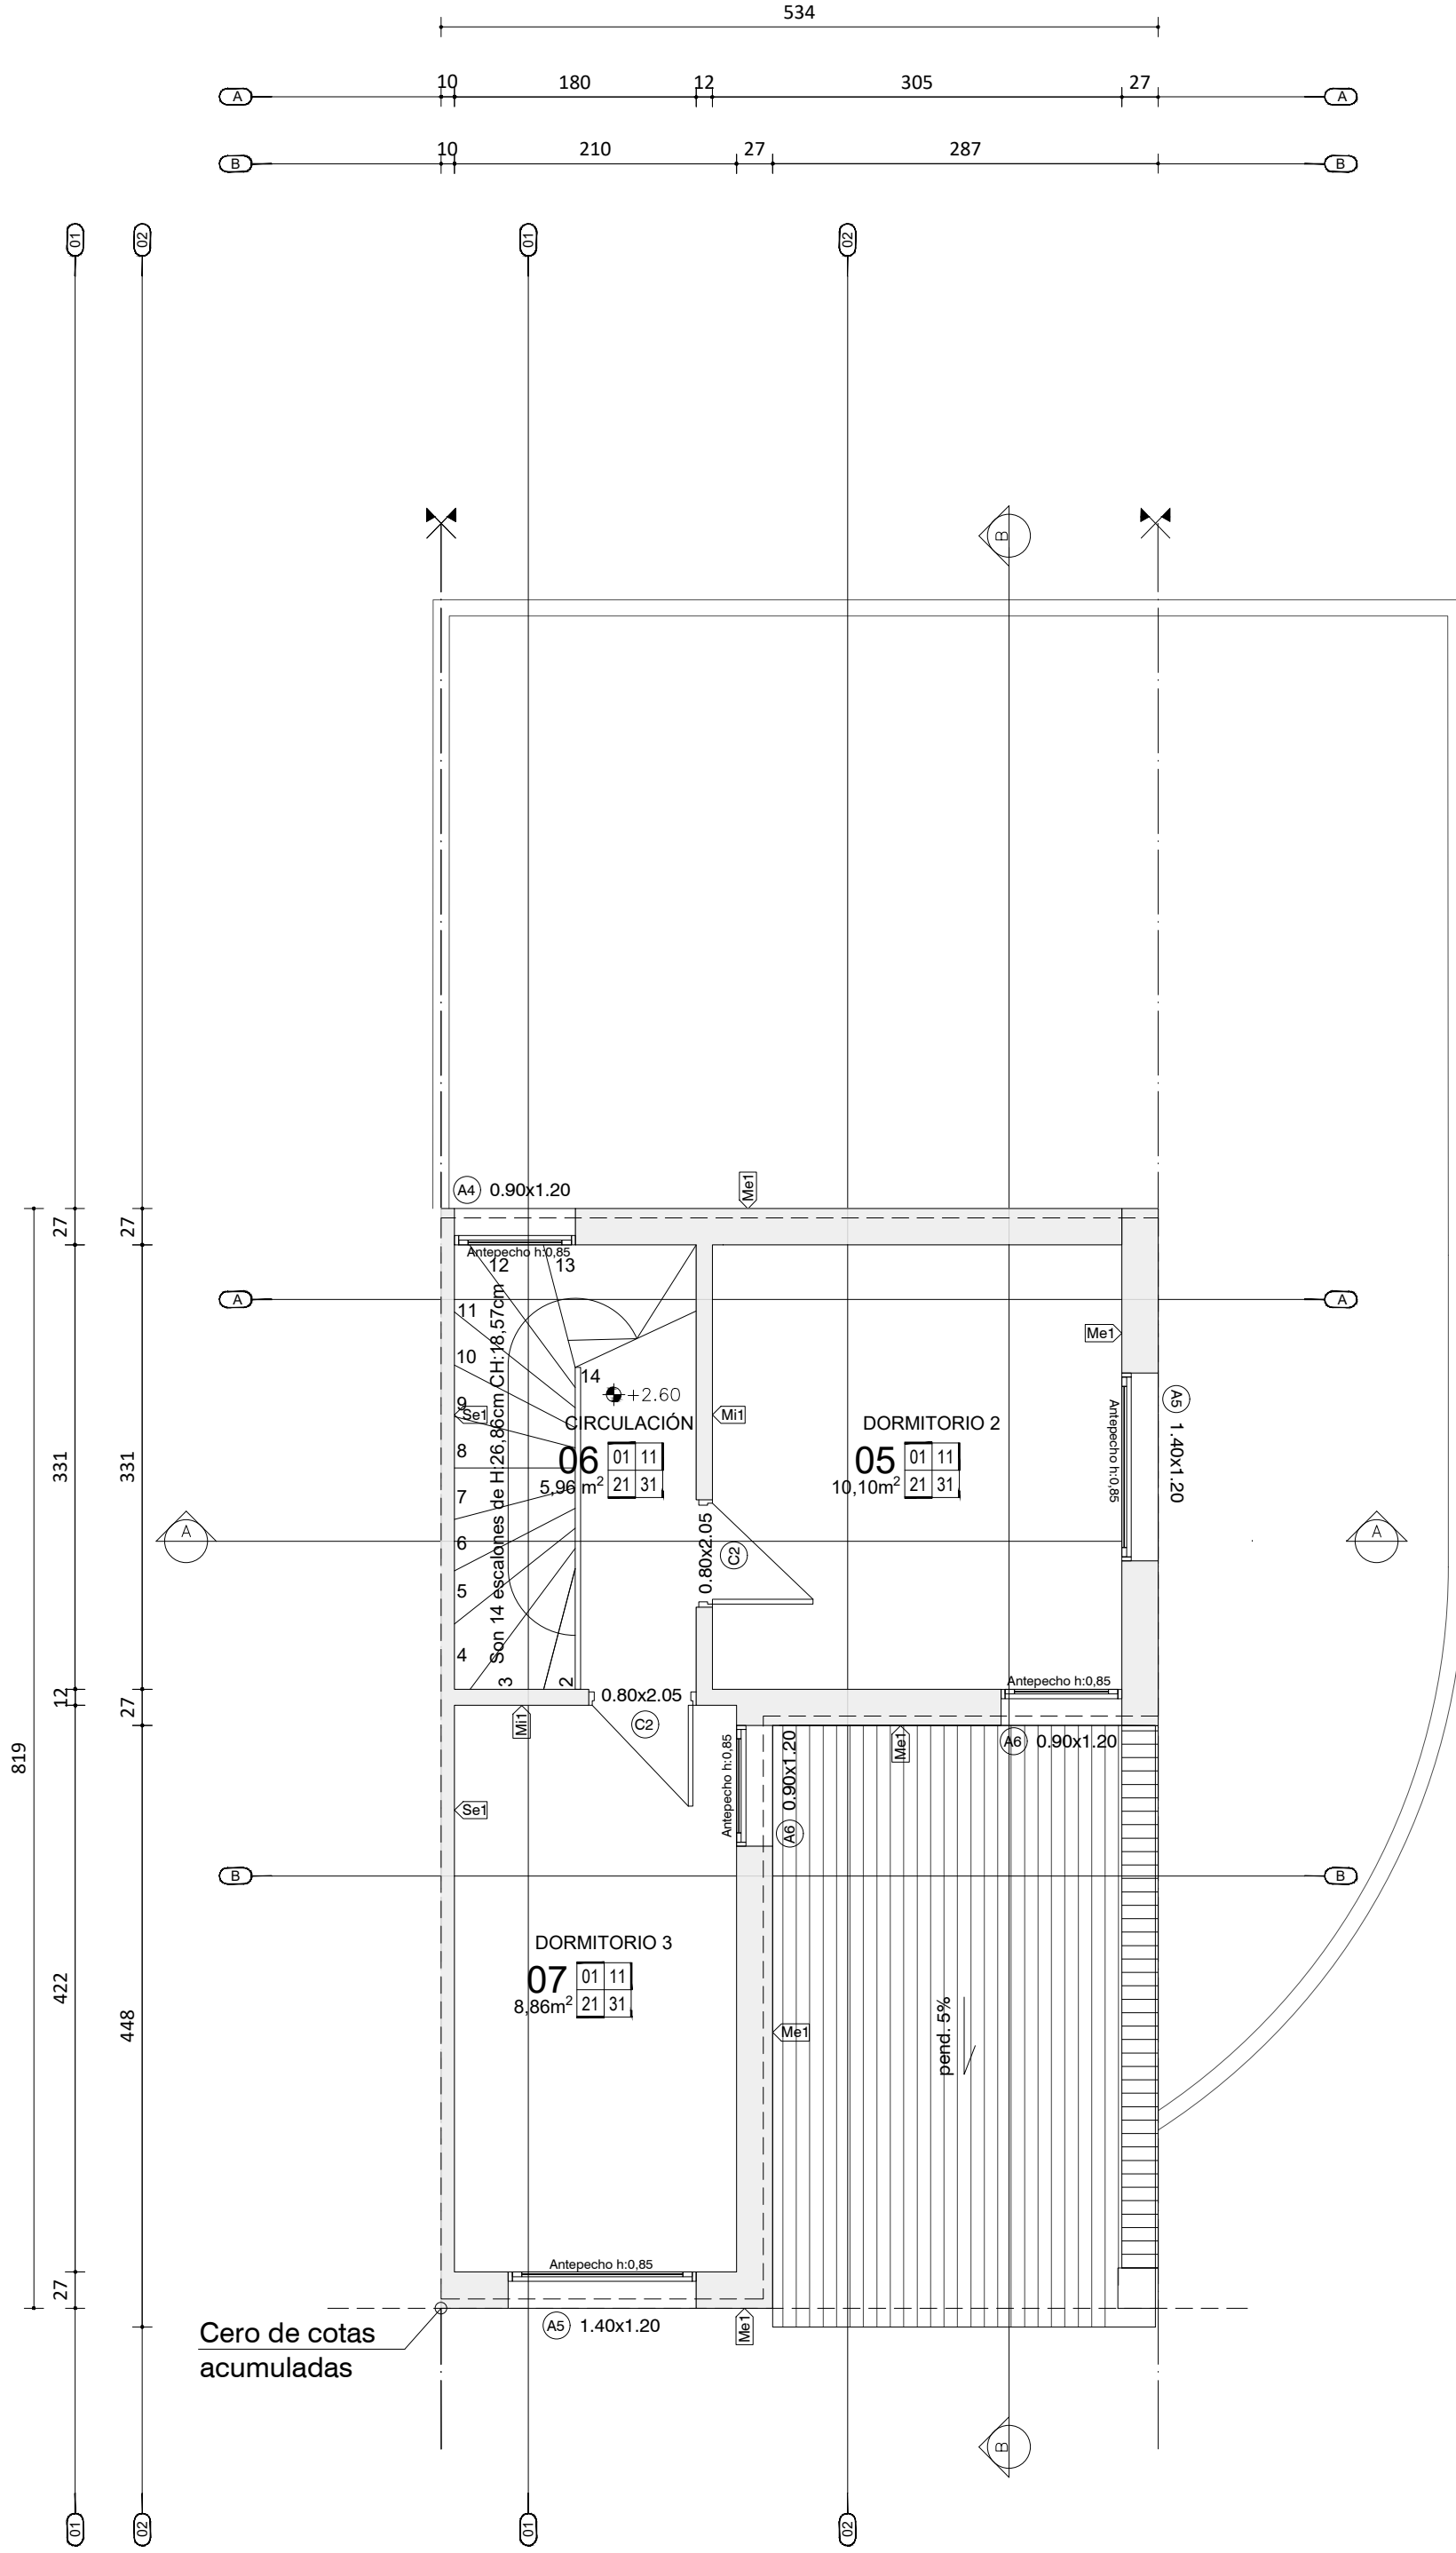 534
10 180 12 305 27
A A
10 210 27 287
B B
01 02 01 02
B
A4 0.90x1.20
Me1
27 27
Antepecho h:0,85
12 13
A A
11
Me1
10
14
+2.60
A5 1.40x1.20
Antepecho h:0,85
9
Se1
Mi1
CIRCULACIÓN
DORMITORIO 2
Son 14 escalones de H:26,86cm CH:18,57cm
8
06 01 11
5,96 m² 21 31
05 01 11
10,10m² 21 31
331 331
7
A A
6
0.80x2.05
C2
5
4
3 2
Antepecho h:0,85
0.80x2.05
12 27
Mi1
C2
Antepecho h:0,85
A6 0.90x1.20
Me1
A6 0.90x1.20
819
Se1
B B
DORMITORIO 3
07 01 11
8,86m² 21 31
422
448
Me1
pend. 5%
Antepecho h:0,85
27
A5 1.40x1.20
Me1
Cero de cotas
acumuladas
B
01 02 01 02